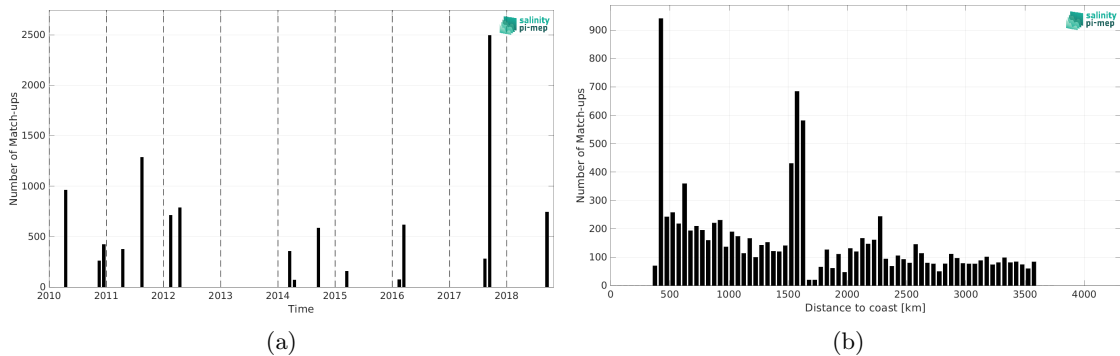 salinity
pi-mep
2500
2000
1500
1000
500
0
Number of Match-ups
2010 2011 2012 2013 2014 2015 2016 2017 2018
Time
(a)
salinity
pi-mep
900
800
700
600
500
400
300
200
100
0
Number of Match-ups
0 500 1000 1500 2000 2500 3000 3500 4000
Distance to coast [km]
(b)